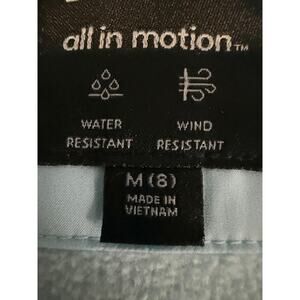 all in motion™
WATER RESISTANT
WIND RESISTANT
M (8)
MADE IN
VIETNAM